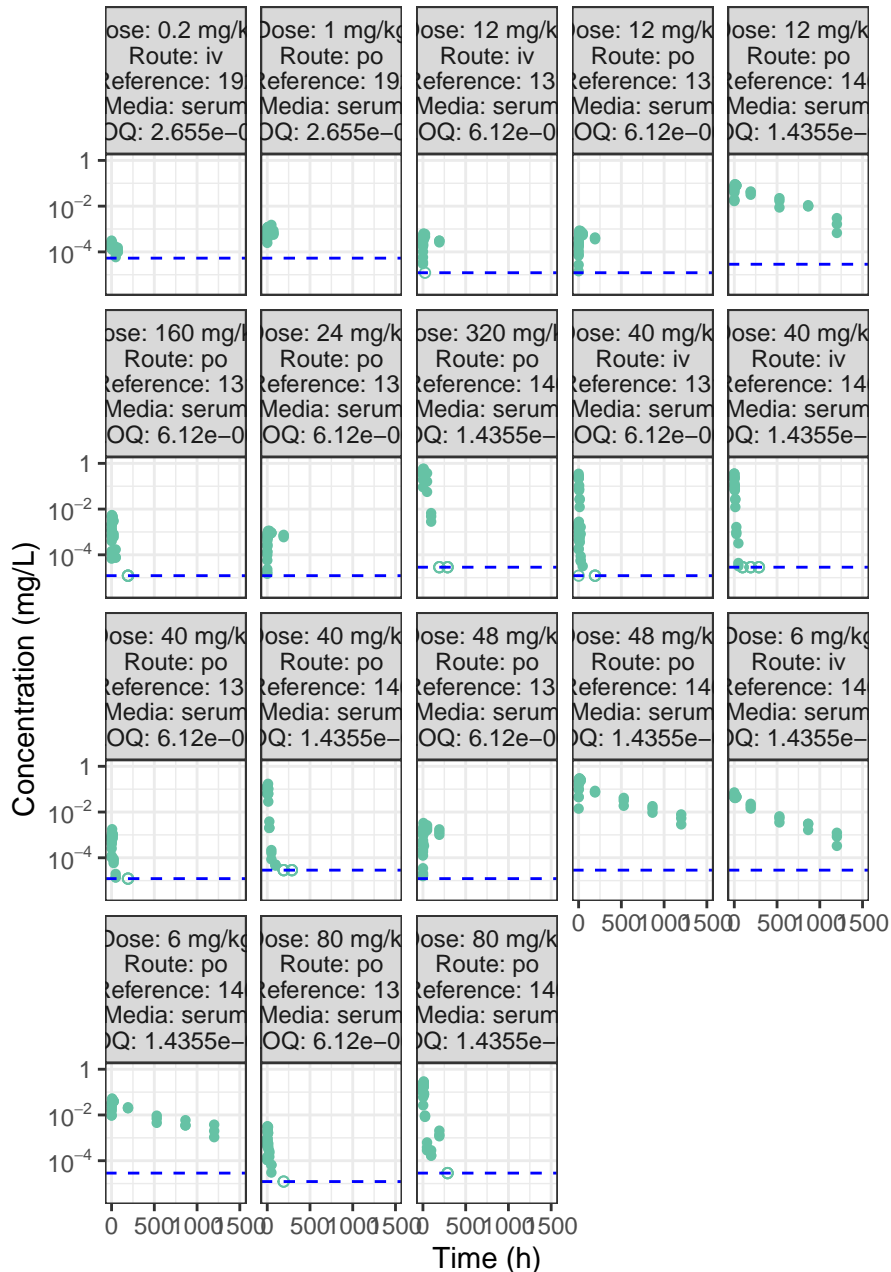 Dose: 0.2 mg/k
Route: iv
Reference: 19
Media: serum
OQ: 2.655e−0
Dose: 1 mg/kg
Route: po
Reference: 19
Media: serum
OQ: 2.655e−0
Dose: 12 mg/k
Route: iv
Reference: 13
Media: serum
OQ: 6.12e−0
Dose: 12 mg/k
Route: po
Reference: 13
Media: serum
OQ: 6.12e−0
Dose: 12 mg/k
Route: po
Reference: 14
Media: serum
OQ: 1.4355e−
1
10−2
10−4
ose: 160 mg/k
Route: po
Reference: 13
Media: serum
OQ: 6.12e−0
Dose: 24 mg/k
Route: po
Reference: 13
Media: serum
OQ: 6.12e−0
ose: 320 mg/k
Route: po
Reference: 14
Media: serum
OQ: 1.4355e−
Dose: 40 mg/k
Route: iv
Reference: 13
Media: serum
OQ: 6.12e−0
Dose: 40 mg/k
Route: iv
Reference: 14
Media: serum
OQ: 1.4355e−
1
10−2
10−4
Dose: 40 mg/k
Route: po
Reference: 13
Media: serum
OQ: 6.12e−0
Dose: 40 mg/k
Route: po
Reference: 14
Media: serum
OQ: 1.4355e−
Dose: 48 mg/k
Route: po
Reference: 13
Media: serum
OQ: 6.12e−0
Dose: 48 mg/k
Route: po
Reference: 14
Media: serum
OQ: 1.4355e−
Dose: 6 mg/kg
Route: iv
Reference: 14
Media: serum
OQ: 1.4355e−
1
10−2
10−4
0 500 1000 1500
0 500 1000 1500
Dose: 6 mg/kg
Route: po
Reference: 14
Media: serum
OQ: 1.4355e−
Dose: 80 mg/k
Route: po
Reference: 13
Media: serum
OQ: 6.12e−0
Dose: 80 mg/k
Route: po
Reference: 14
Media: serum
OQ: 1.4355e−
1
10−2
10−4
0 500 1000 1500
0 500 1000 1500
0 500 1000 1500
Time (h)
Concentration (mg/L)